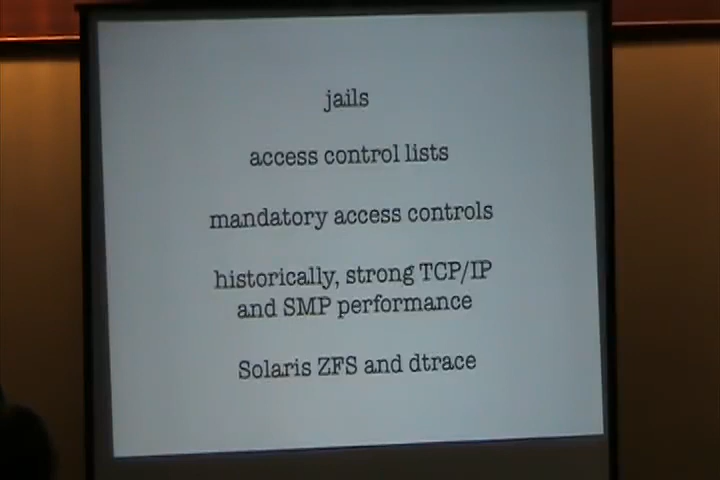 jails
access control lists
mandatory access controls
historically, strong TCP/IP
and SMP performance
Solaris ZFS and dtrace